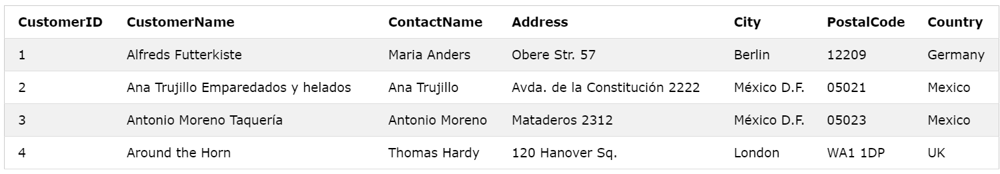 CustomerID CustomerName ContactName Address City PostalCode Country
1 Alfreds Futterkiste Maria Anders Obere Str. 57 Berlin 12209 Germany
2 Ana Trujillo Emparedados y helados Ana Trujillo Avda. de la Constitución 2222 México D.F. 05021 Mexico
3 Antonio Moreno Taquería Antonio Moreno Mataderos 2312 México D.F. 05023 Mexico
4 Around the Horn Thomas Hardy 120 Hanover Sq. London WA1 1DP UK